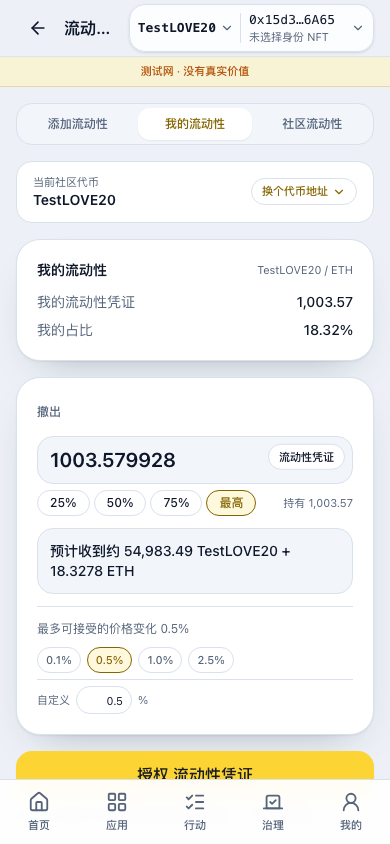 流动...
TestLOVE20
0x15d3…6A65
未选择身份 NFT
测试网 · 没有真实价值
添加流动性
我的流动性
社区流动性
当前社区代币
TestLOVE20
换个代币地址
我的流动性
TestLOVE20 / ETH
我的流动性凭证
1,003.57
我的占比
18.32%
撤出
1003.579928
流动性凭证
25%
50%
75%
最高
持有 1,003.57
预计收到约 54,983.49 TestLOVE20 +
18.3278 ETH
最多可接受的价格变化 0.5%
0.1%
0.5%
1.0%
2.5%
自定义
0.5
%
授权 流动性凭证
首页
应用
行动
治理
我的